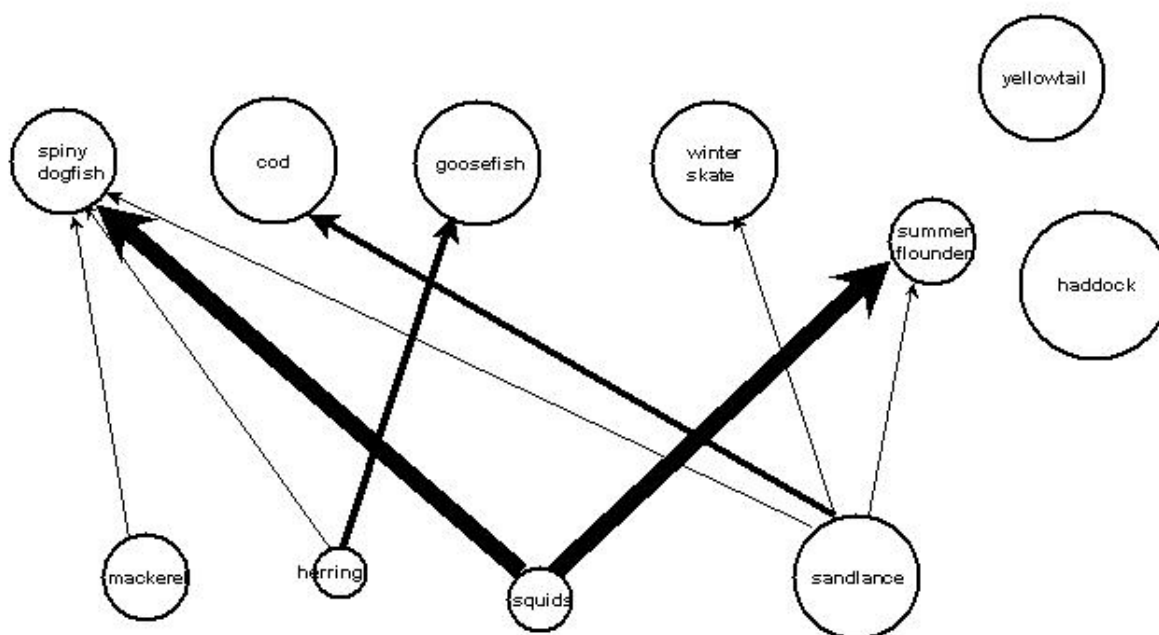 yellowtail
spiny
dogfish
cod
goosefish
winter
skate
summer
flounder
haddock
mackerel
herring
squids
sandlance